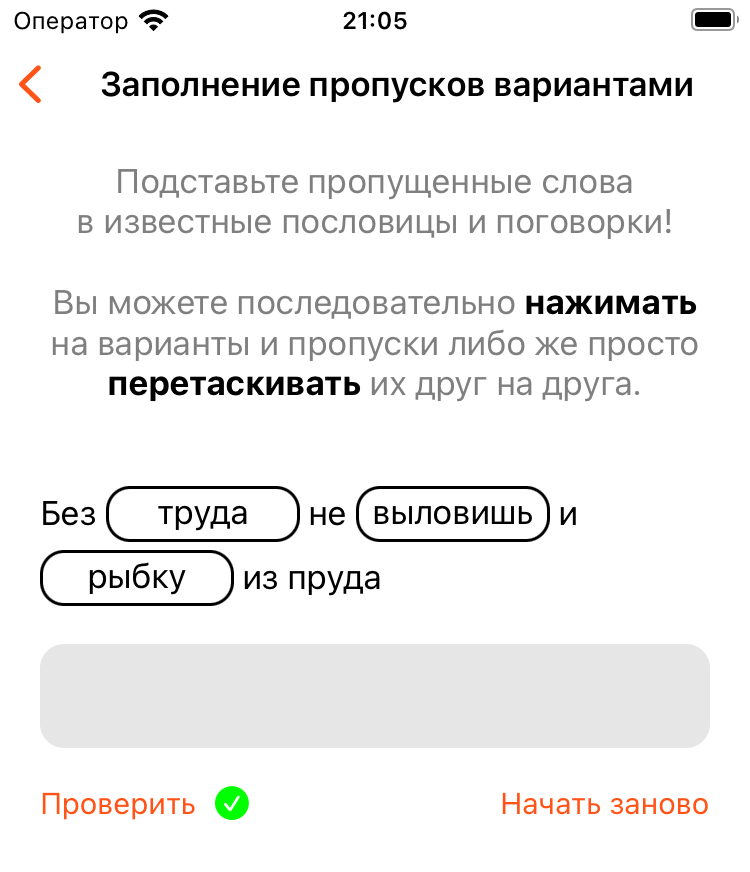 Оператор 21:05
Заполнение пропусков вариантами
Подставьте пропущенные слова
в известные пословицы и поговорки!
Вы можете последовательно нажимать
на варианты и пропуски либо же просто
перетаскивать их друг на друга.
Без труда не выловишь и
рыбку из пруда
Проверить Начать заново